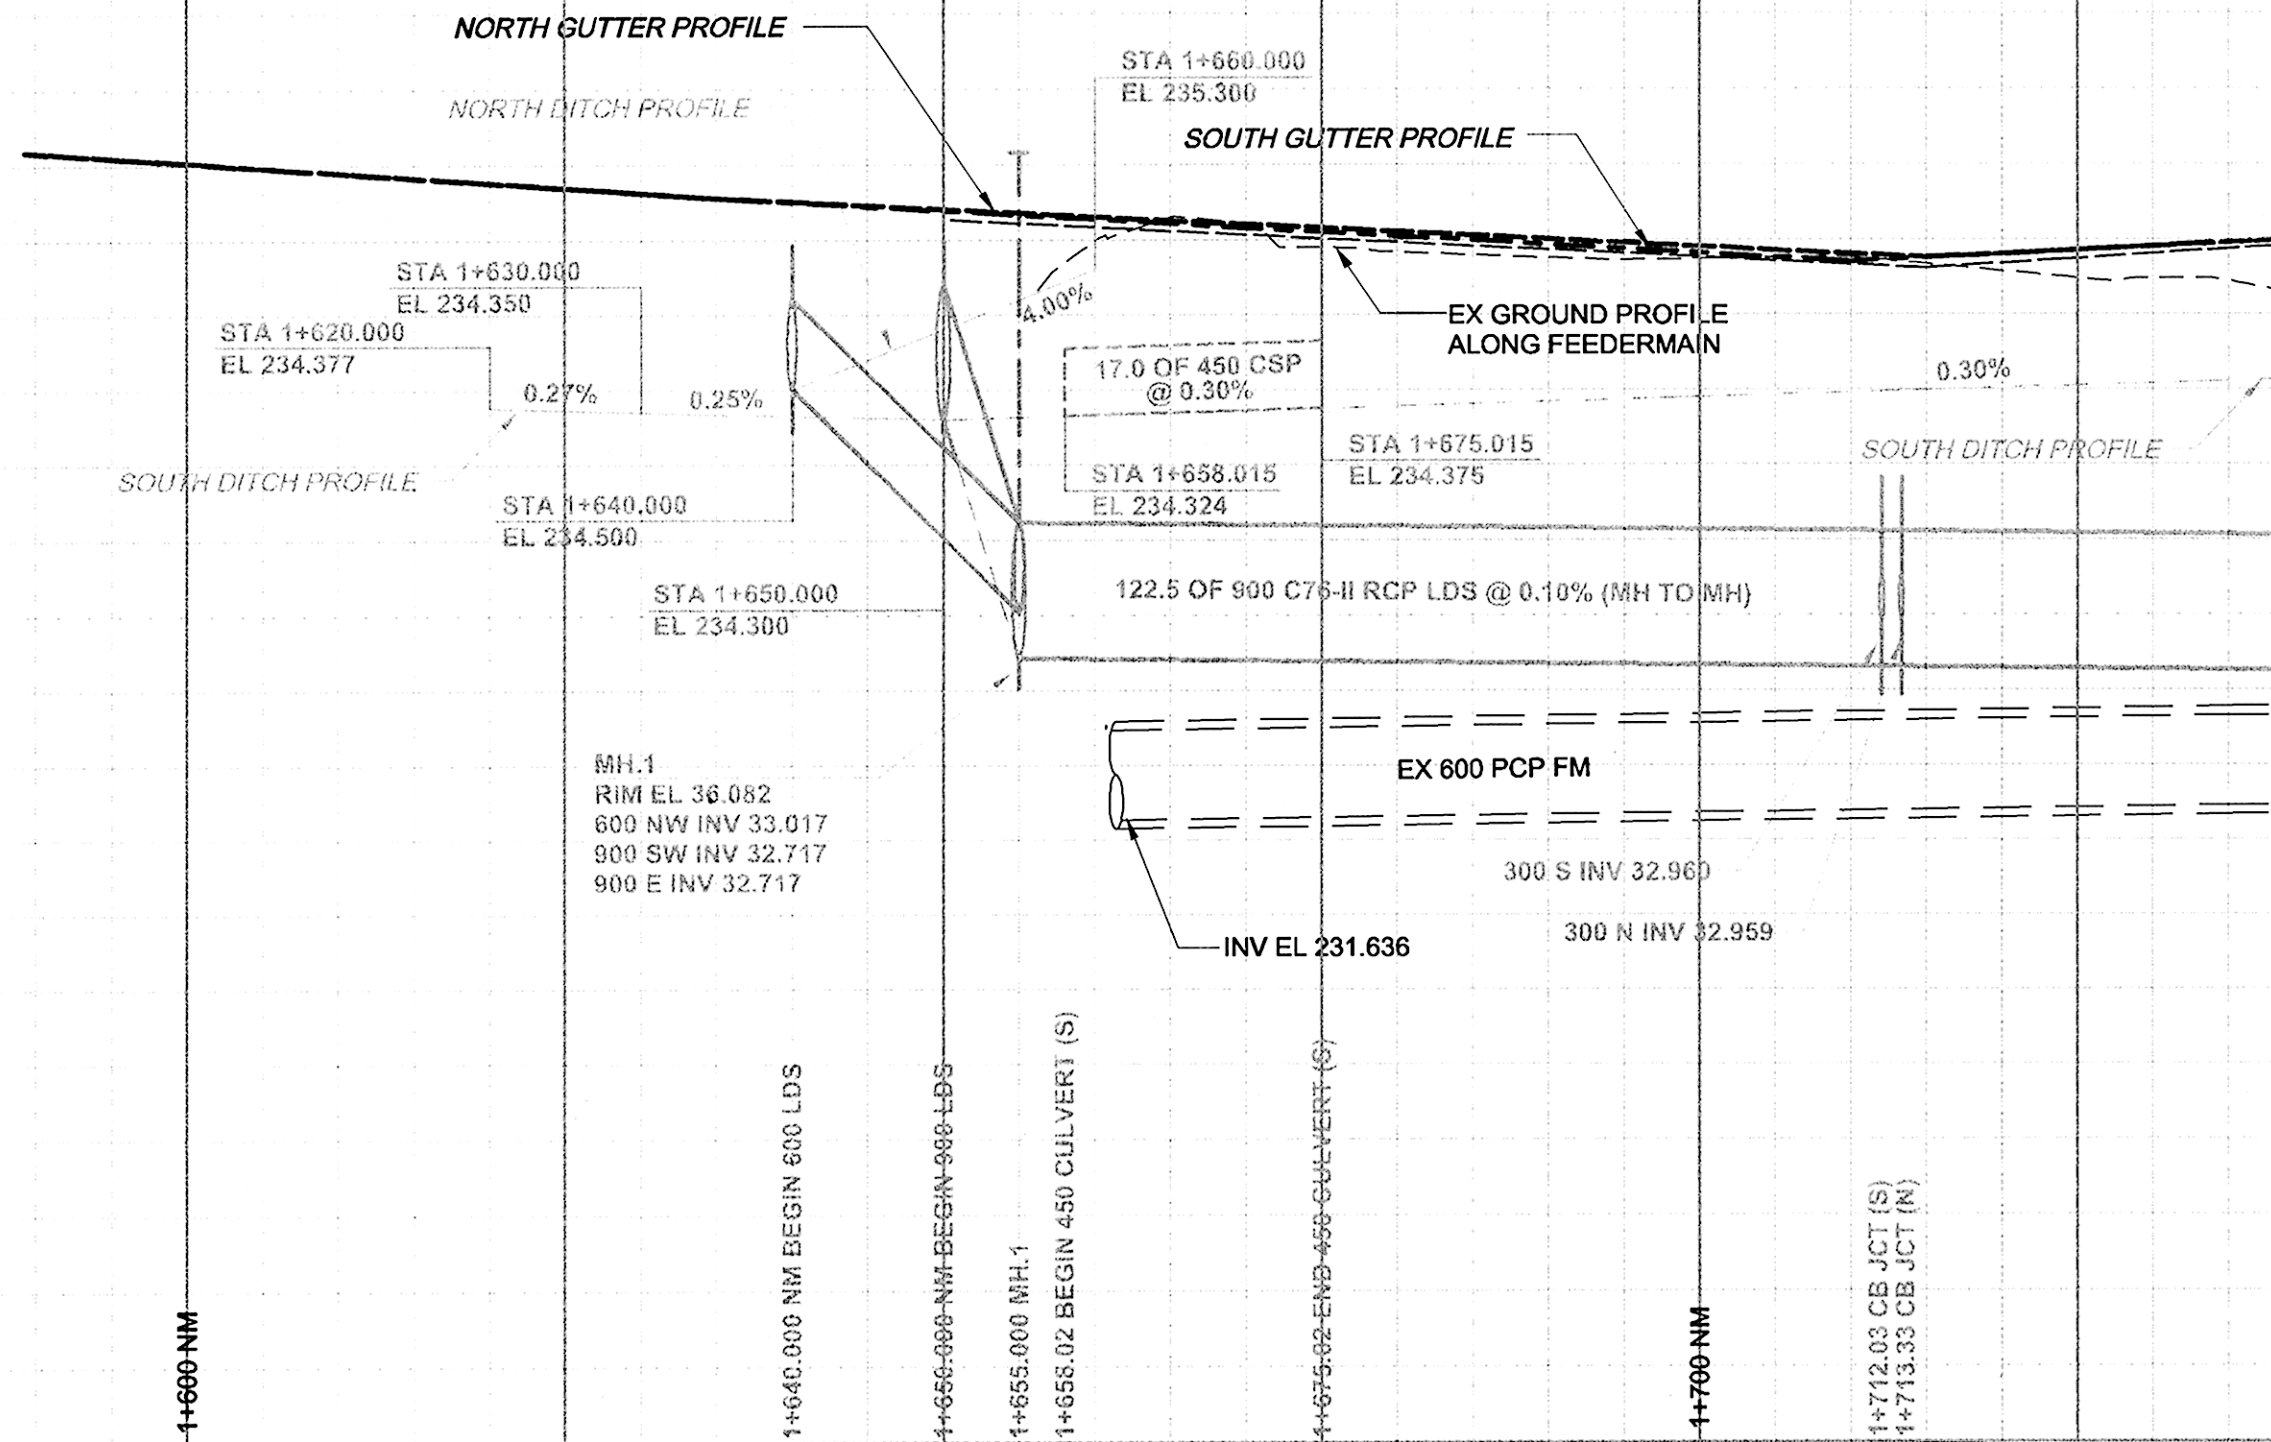 NORTH GUTTER PROFILE
NORTH DITCH PROFILE
STA 1+660.000
EL 235.300
SOUTH GUTTER PROFILE
STA 1+630.000
EL 234.350
STA 1+620.000
EL 234.377
0.27%
0.25%
4.00%
17.0 OF 450 CSP
@ 0.30%
EX GROUND PROFILE
ALONG FEEDERMAIN
0.30%
SOUTH DITCH PROFILE
STA 1+640.000
EL 234.500
STA 1+658.015
EL 234.324
STA 1+675.015
EL 234.375
SOUTH DITCH PROFILE
STA 1+650.000
EL 234.300
122.5 OF 900 C76-II RCP LDS @ 0.10% (MH TO MH)
MH.1
RIM EL 36.082
600 NW INV 33.017
900 SW INV 32.717
900 E INV 32.717
EX 600 PCP FM
300 S INV 32.960
300 N INV 32.959
INV EL 231.636
1+600 NM
1+640.000 NM BEGIN 600 LDS
1+650.000 NM BEGIN 900 LDS
1+655.000 MH.1
1+658.02 BEGIN 450 CULVERT (S)
1+675.02 END 450 CULVERT (S)
1+700 NM
1+712.03 CB JCT (S)
1+713.33 CB JCT (N)